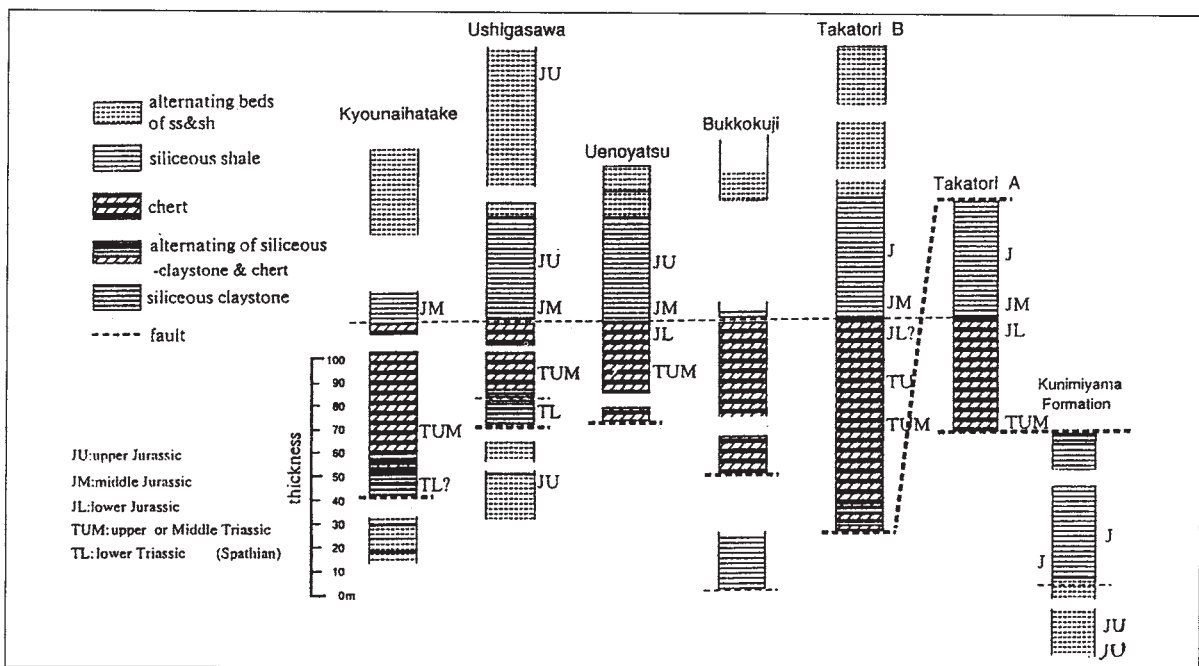 Ushigasawa
Takatori B
JU
alternating beds
of ss&sh
Kyounaihatake
Bukkokuji
siliceous shale
Uenoyatsu
Takatori A
chert
alternating of siliceous
-claystone & chert
JU
JU
J
J
siliceous claystone
JM
JM
JM
JM
JM
fault
JL
JL?
JL
100
90
80
70
60
50
40
30
20
10
0m
thickness
TUM
TUM
TU
Kunimiyama
Formation
TL
TUM
TUM
TUM
JU:upper Jurassic
JM:middle Jurassic
TL?
JU
JL:lower Jurassic
TUM:upper or Middle Triassic
TL:lower Triassic (Spathian)
J
J
JU
JU